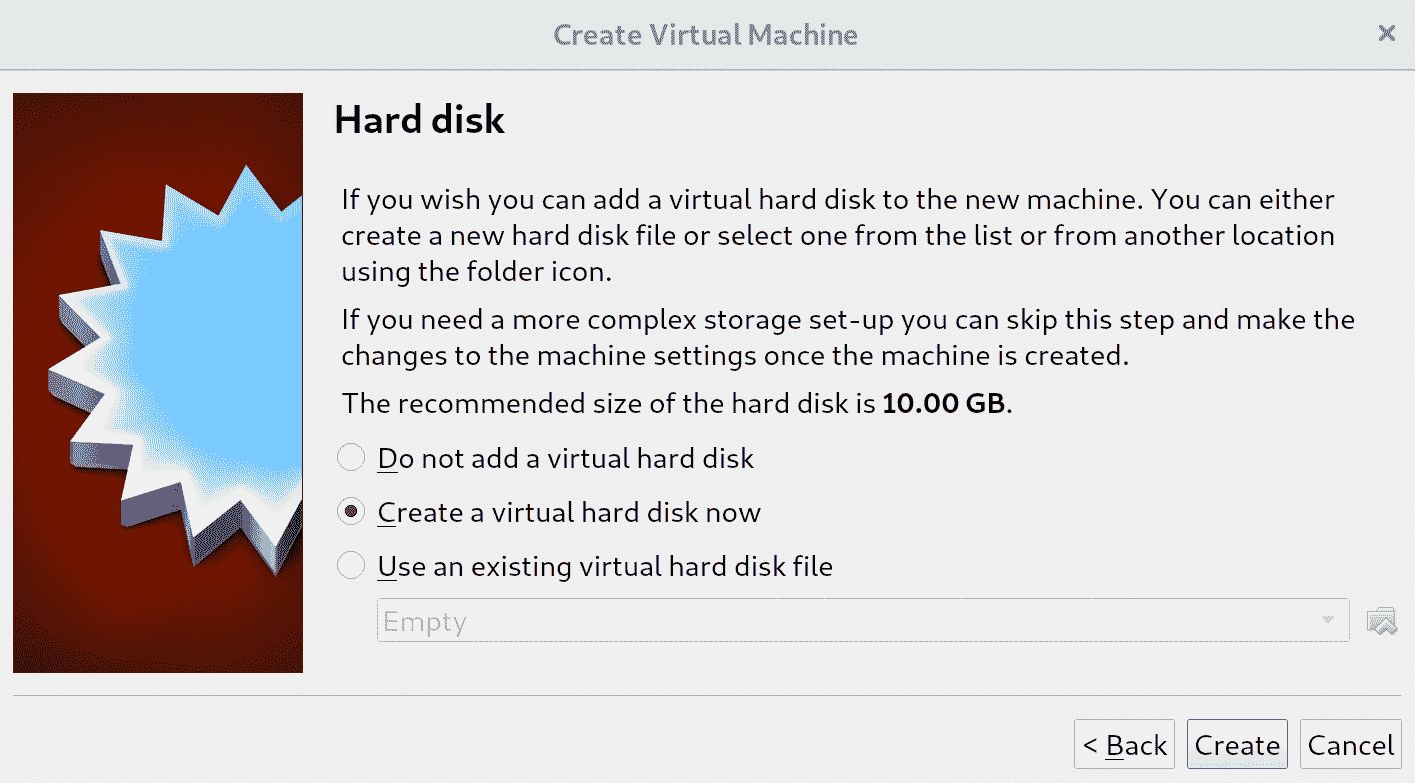 Create Virtual Machine
Hard disk
If you wish you can add a virtual hard disk to the new machine. You can either
create a new hard disk file or select one from the list or from another location
using the folder icon.
If you need a more complex storage set-up you can skip this step and make the
changes to the machine settings once the machine is created.
The recommended size of the hard disk is 10.00 GB.
Do not add a virtual hard disk
Create a virtual hard disk now
Use an existing virtual hard disk file
Empty
< Back Create Cancel